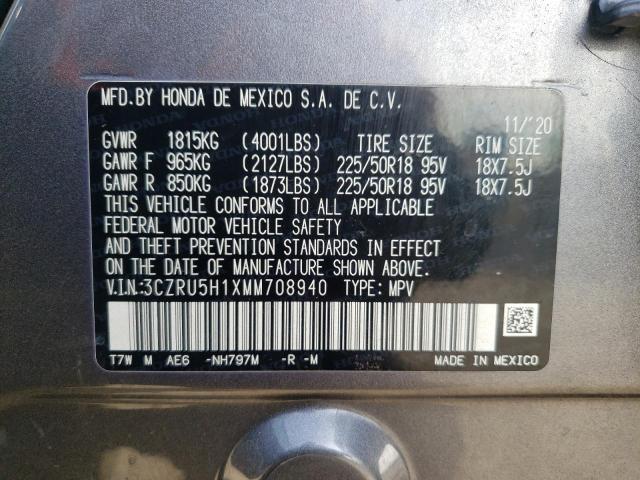 MFD.BY HONDA DE MEXICO S.A. DE C.V.
11/'20
GVWR 1815KG (4001LBS) TIRE SIZE RIM SIZE
GAWR F 965KG (2127LBS) 225/50R18 95V 18X7.5J
GAWR R 850KG (1873LBS) 225/50R18 95V 18X7.5J
THIS VEHICLE CONFORMS TO ALL APPLICABLE
FEDERAL MOTOR VEHICLE SAFETY
AND THEFT PREVENTION STANDARDS IN EFFECT
ON THE DATE OF MANUFACTURE SHOWN ABOVE.
V.I.N.:3CZRU5H1XMM708940 TYPE: MPV
T7W M AE6 -NH797M -R -M MADE IN MEXICO